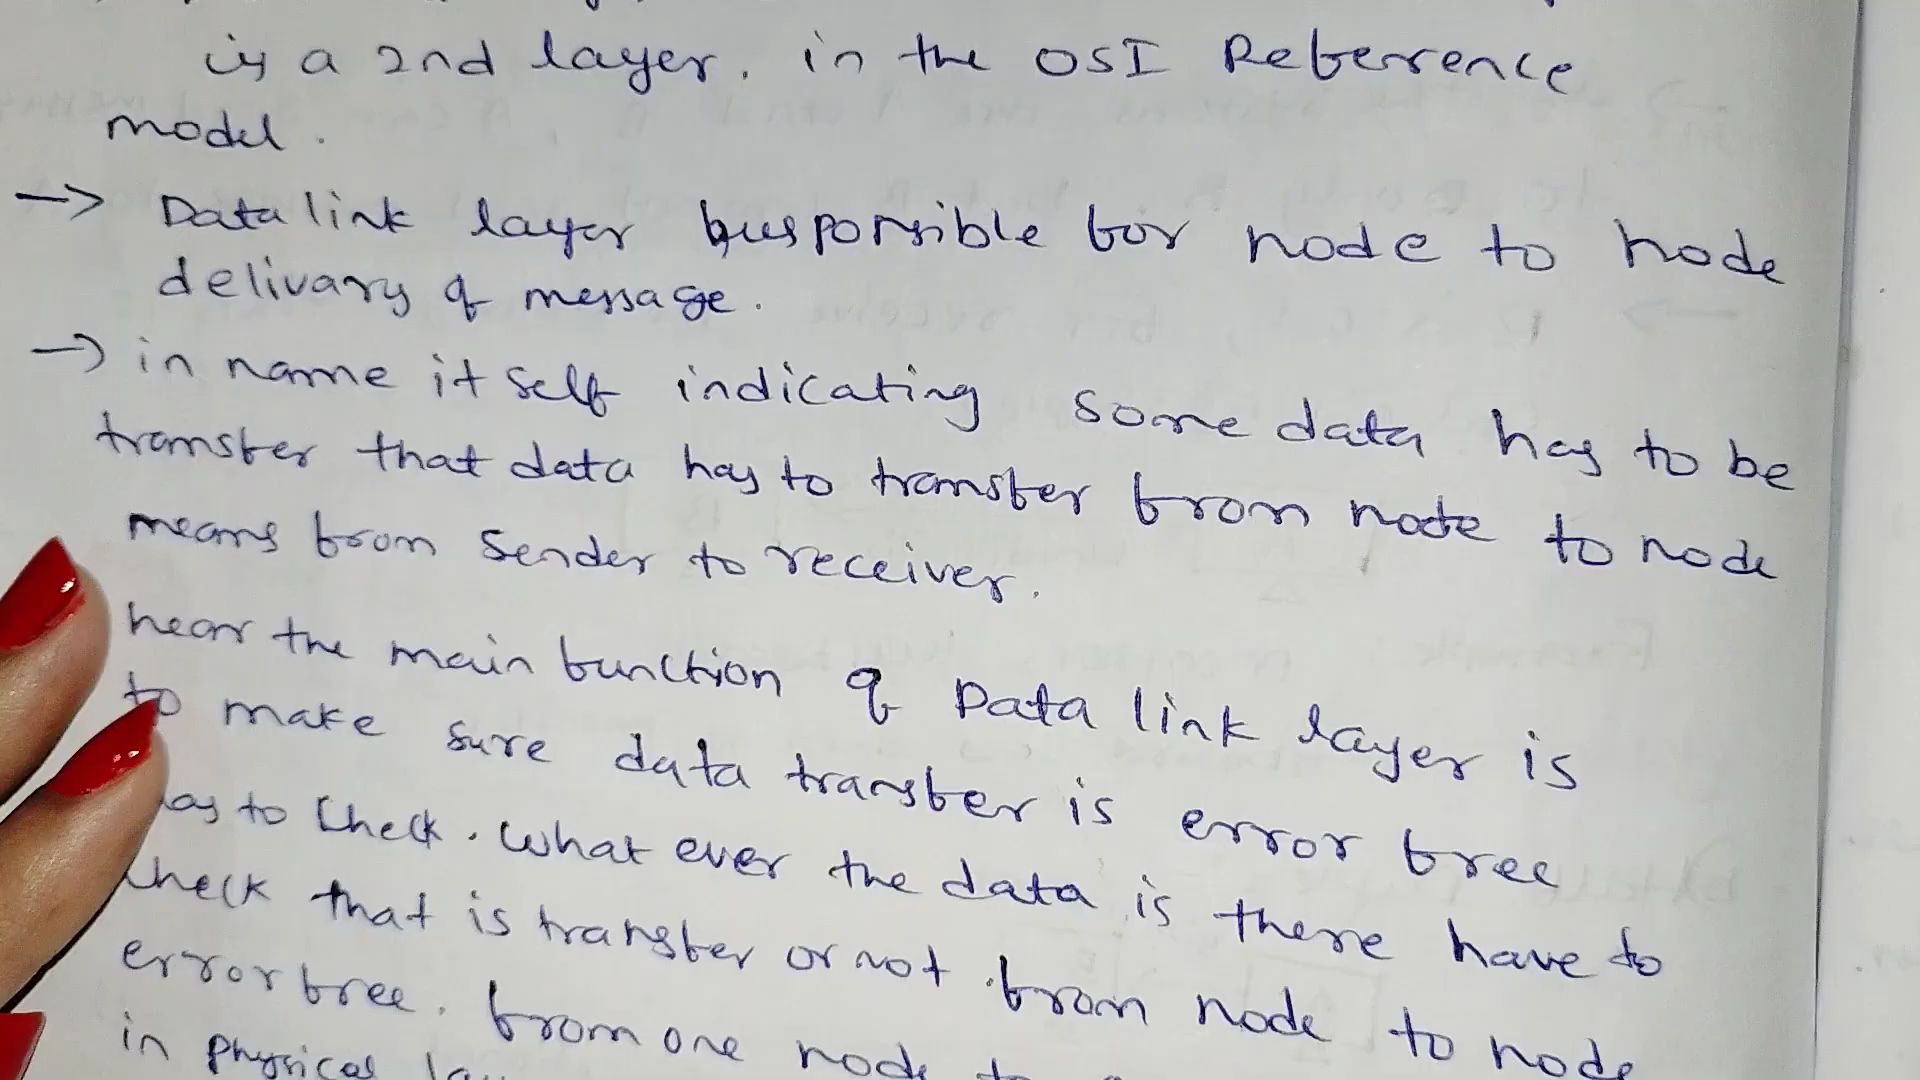 is a 2nd layer. in the OSI Reference
model.
→ Data link layer responsible for node to node
delivary of message.
→ in name it self indicating some data has to be
transfer that data has to transfer from node to node
means from Sender to receiver.
hear the main function of Data link layer is
to make sure data transfer is error free
has to check. What ever the data is there have to
check that is transfer or not. from node to node
error free. from one node to
in physical